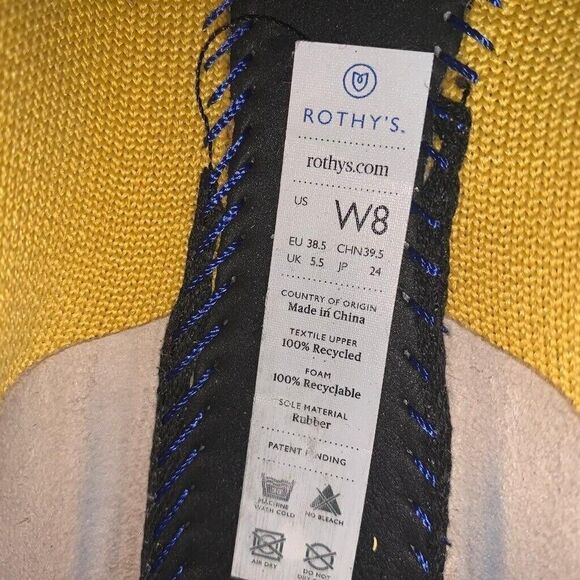 ROTHY'S
rothys.com
US W8
EU 38.5 CHN 39.5
UK 5.5 JP 24
COUNTRY OF ORIGIN
Made in China
TEXTILE UPPER
100% Recycled
FOAM
100% Recyclable
SOLE MATERIAL
Rubber
PATENT PENDING
MACHINE
WASH COLD
NO BLEACH
AIR DRY
DO NOT